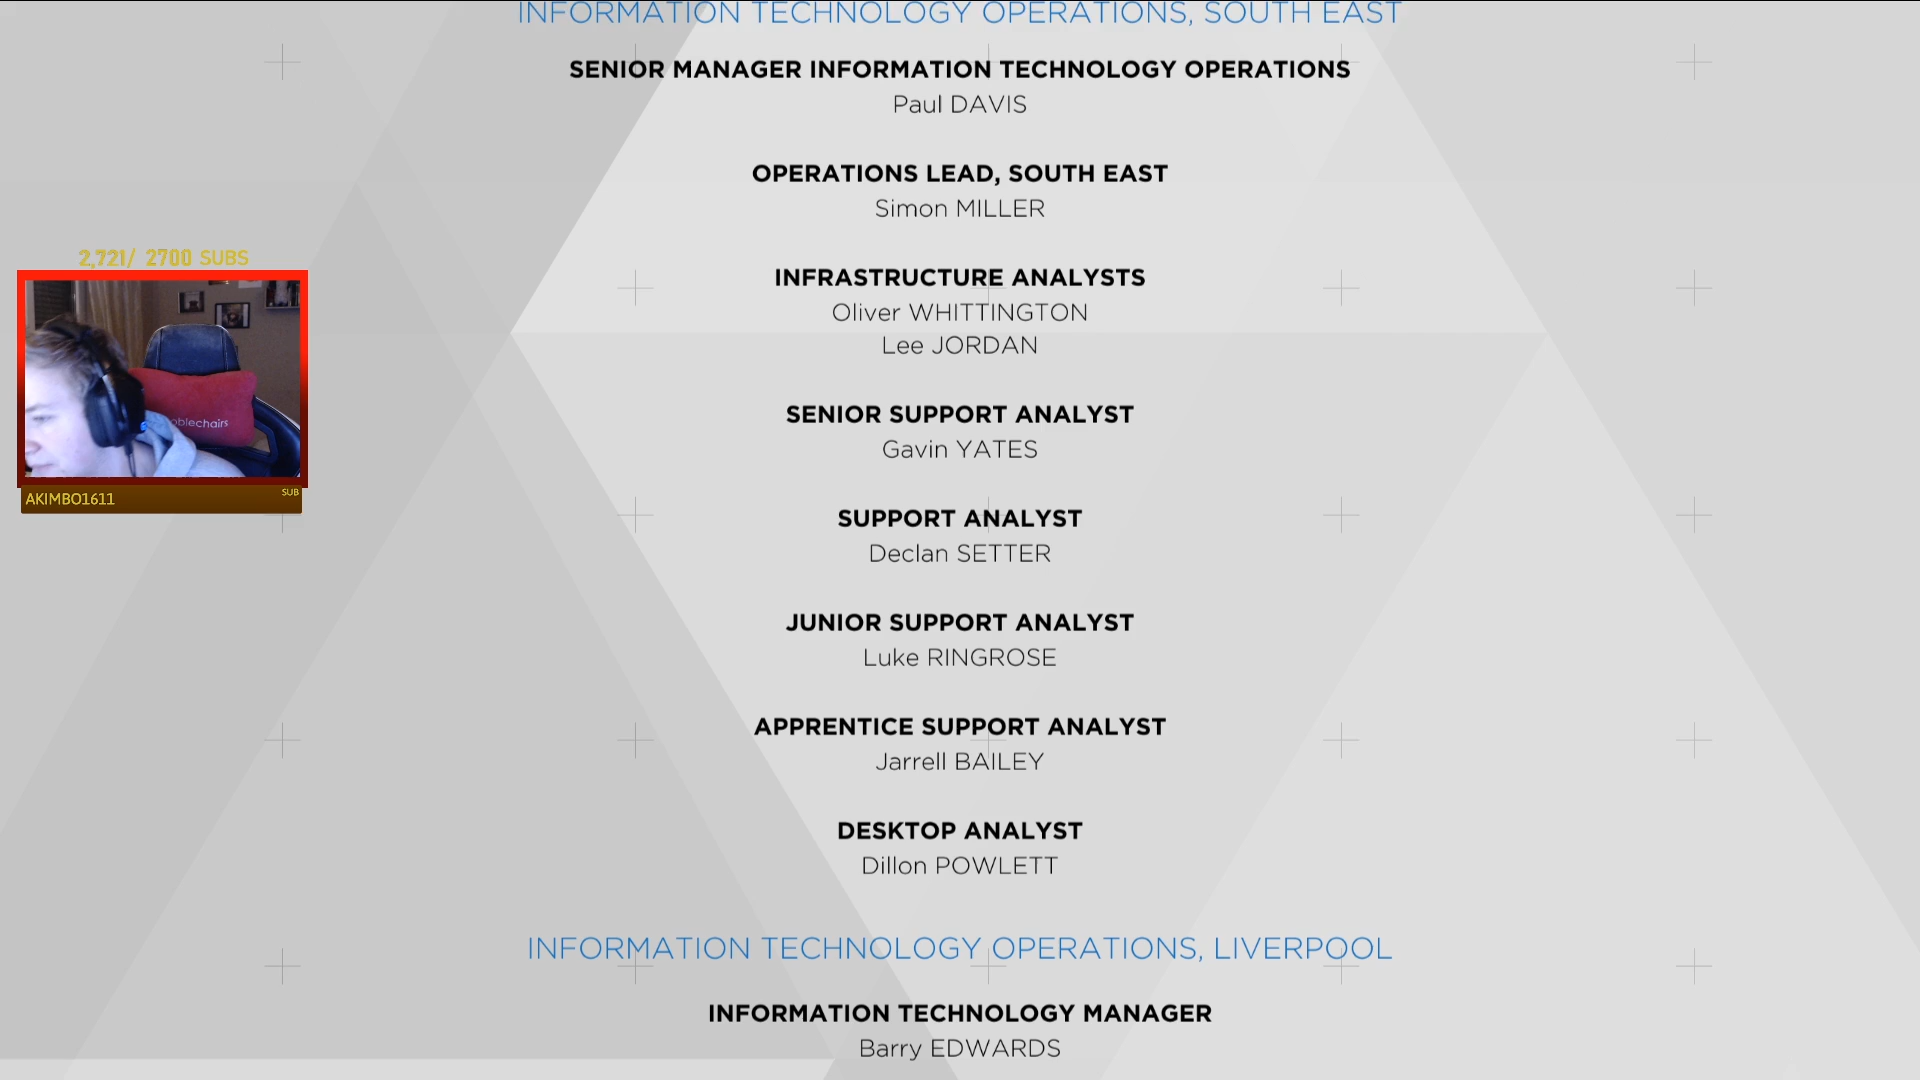 INFORMATION TECHNOLOGY OPERATIONS, SOUTH EAST
SENIOR MANAGER INFORMATION TECHNOLOGY OPERATIONS
Paul DAVIS
OPERATIONS LEAD, SOUTH EAST
Simon MILLER
INFRASTRUCTURE ANALYSTS
Oliver WHITTINGTON
Lee JORDAN
SENIOR SUPPORT ANALYST
Gavin YATES
SUPPORT ANALYST
Declan SETTER
JUNIOR SUPPORT ANALYST
Luke RINGROSE
APPRENTICE SUPPORT ANALYST
Jarrell BAILEY
DESKTOP ANALYST
Dillon POWLETT
INFORMATION TECHNOLOGY OPERATIONS, LIVERPOOL
INFORMATION TECHNOLOGY MANAGER
Barry EDWARDS
2,721/ 2700 SUBS
oblechairs
AKIMBO1611
SUB